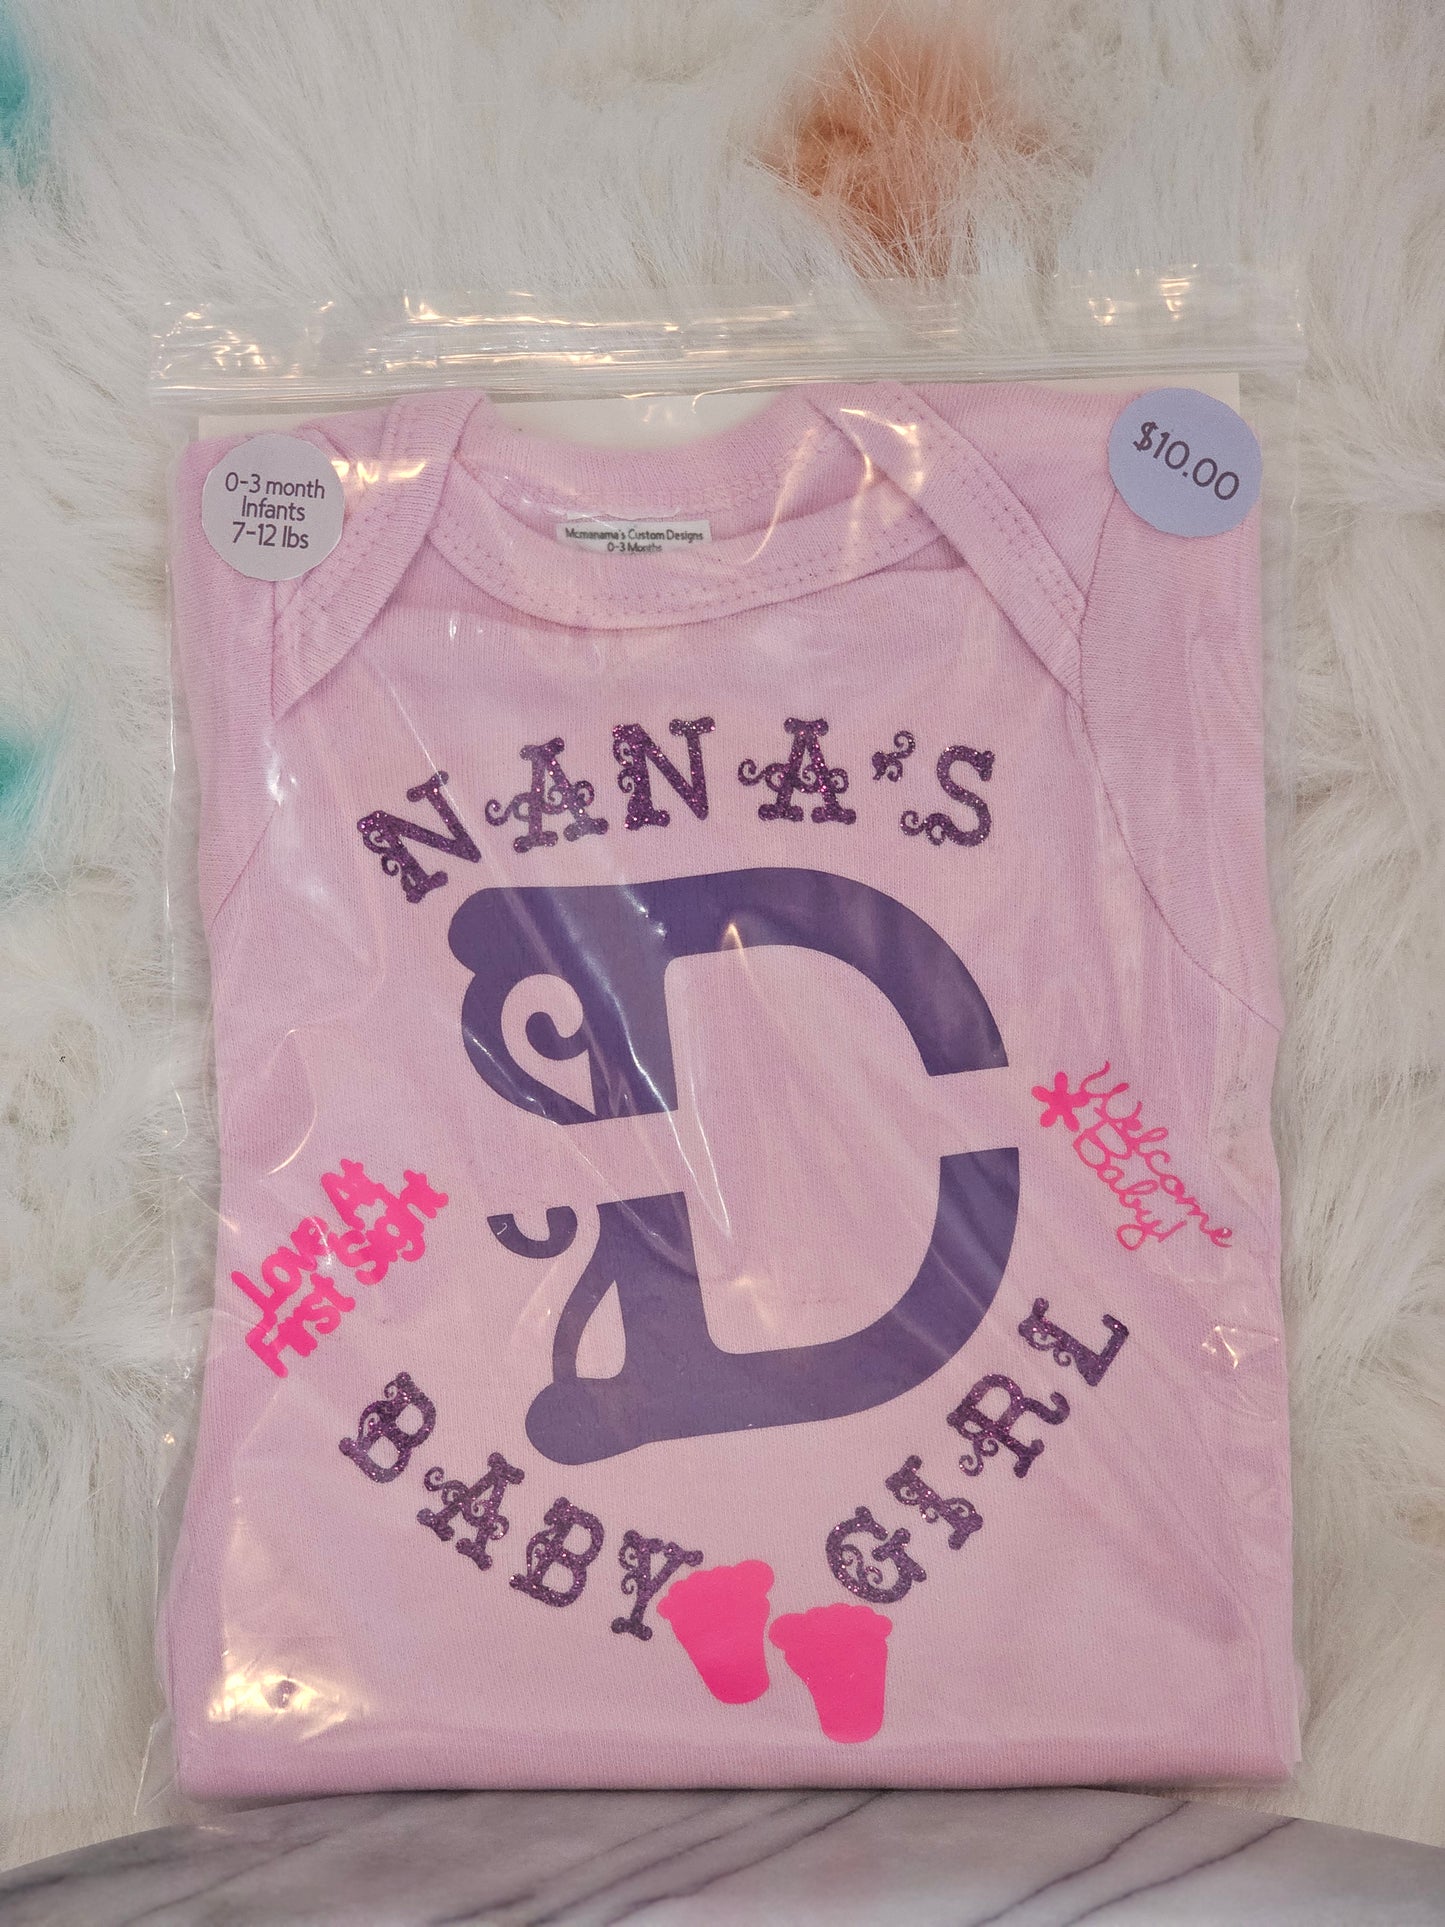 0-3 month
Infants
7-12 lbs
$10.00
Mcmanama's Custom Designs
0-3 Months
NANA'S
D
Welcome
Baby!
Love At
First Sight
BABY GIRL